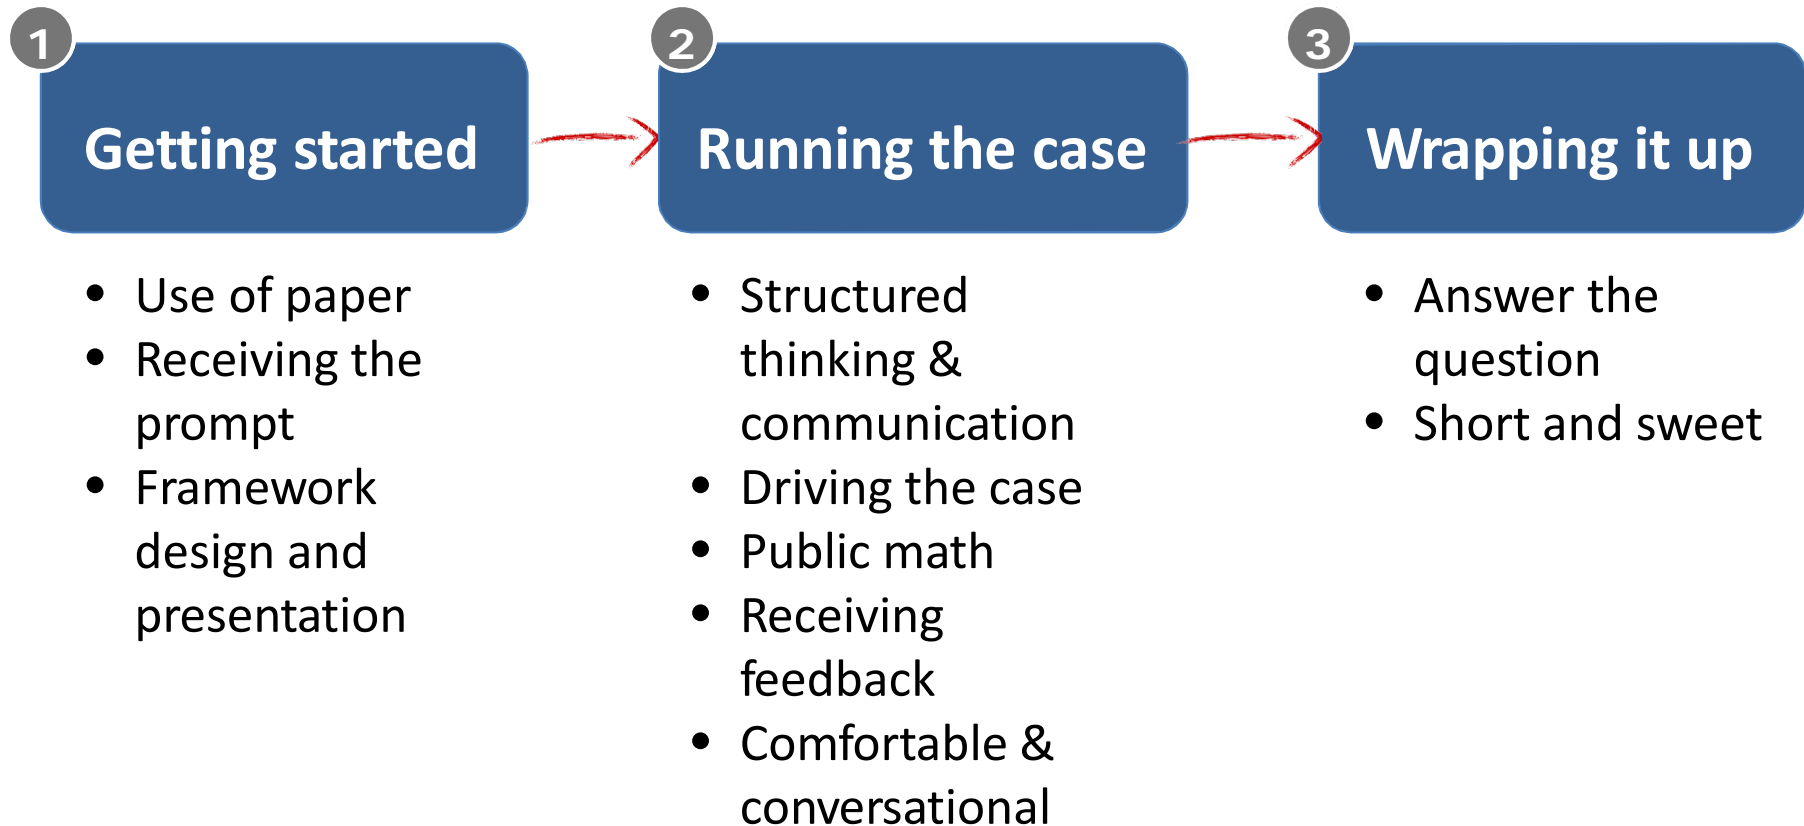 1
Getting started
• Use of paper
• Receiving the
prompt
• Framework
design and
presentation
2
Running the case
• Structured
thinking &
communication
• Driving the case
• Public math
• Receiving
feedback
• Comfortable &
conversational
3
Wrapping it up
• Answer the
question
• Short and sweet